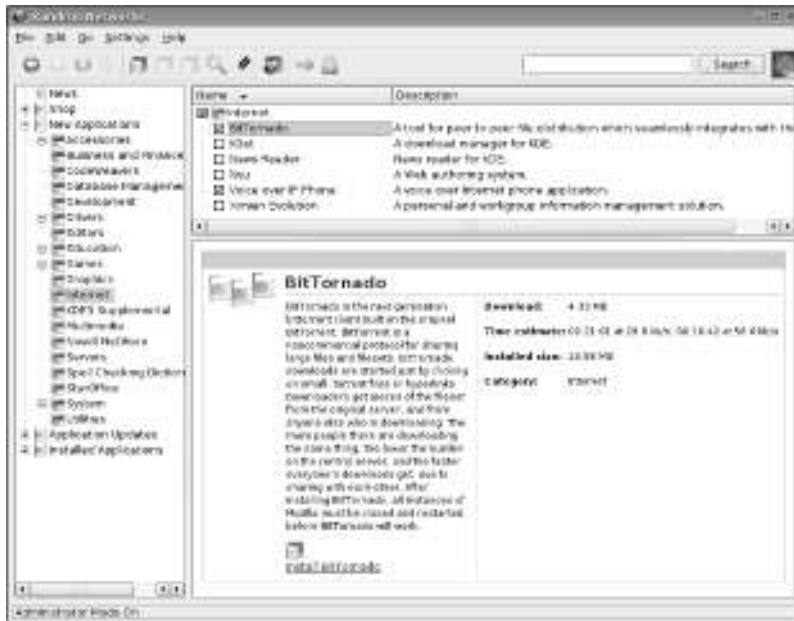 Xandros Networks
File Edit Go Settings Help
Search
News
Shop
New Applications
Accessories
Business and Finance
CodeWeavers
Database Manageme
Development
Drivers
Editors
Education
Games
Graphics
Internet
KDE3 Supplemental
Multimedia
Servers
Spell Checking Diction
StarOffice
System
Utilities
Application Updates
Installed Applications
Name Description
Internet
BitTornado A tool for peer to peer file distribution which seamlessly integrates with th
KGet A download manager for KDE.
News Reader News reader for KDE.
Nvu A Web authoring system.
Voice over IP Phone A voice over Internet phone application.
Ximian Evolution A personal and workgroup information management solution.
BitTornado
BitTornado is the next generation
bittorrent client built on the original
BitTorrent. BitTorrent is a
noncommercial protocol for sharing
large files and filesets. BitTornado
downloads are started just by clicking
on small .torrent files or hyperlinks.
Downloaders get pieces of the fileset
from the original server, and from
anyone else who is downloading. The
more people there are downloading
the same thing, the lower the burden
on the central server, and the faster
everyone's downloads get, due to
sharing with each other. After
installing BitTornado, all instances of
Mozilla must be closed and restarted
before BitTornado will work.
Install BitTornado
Download: 4.33 MB
Time estimate:
Installed size:
Category: Internet
Administrator Mode On